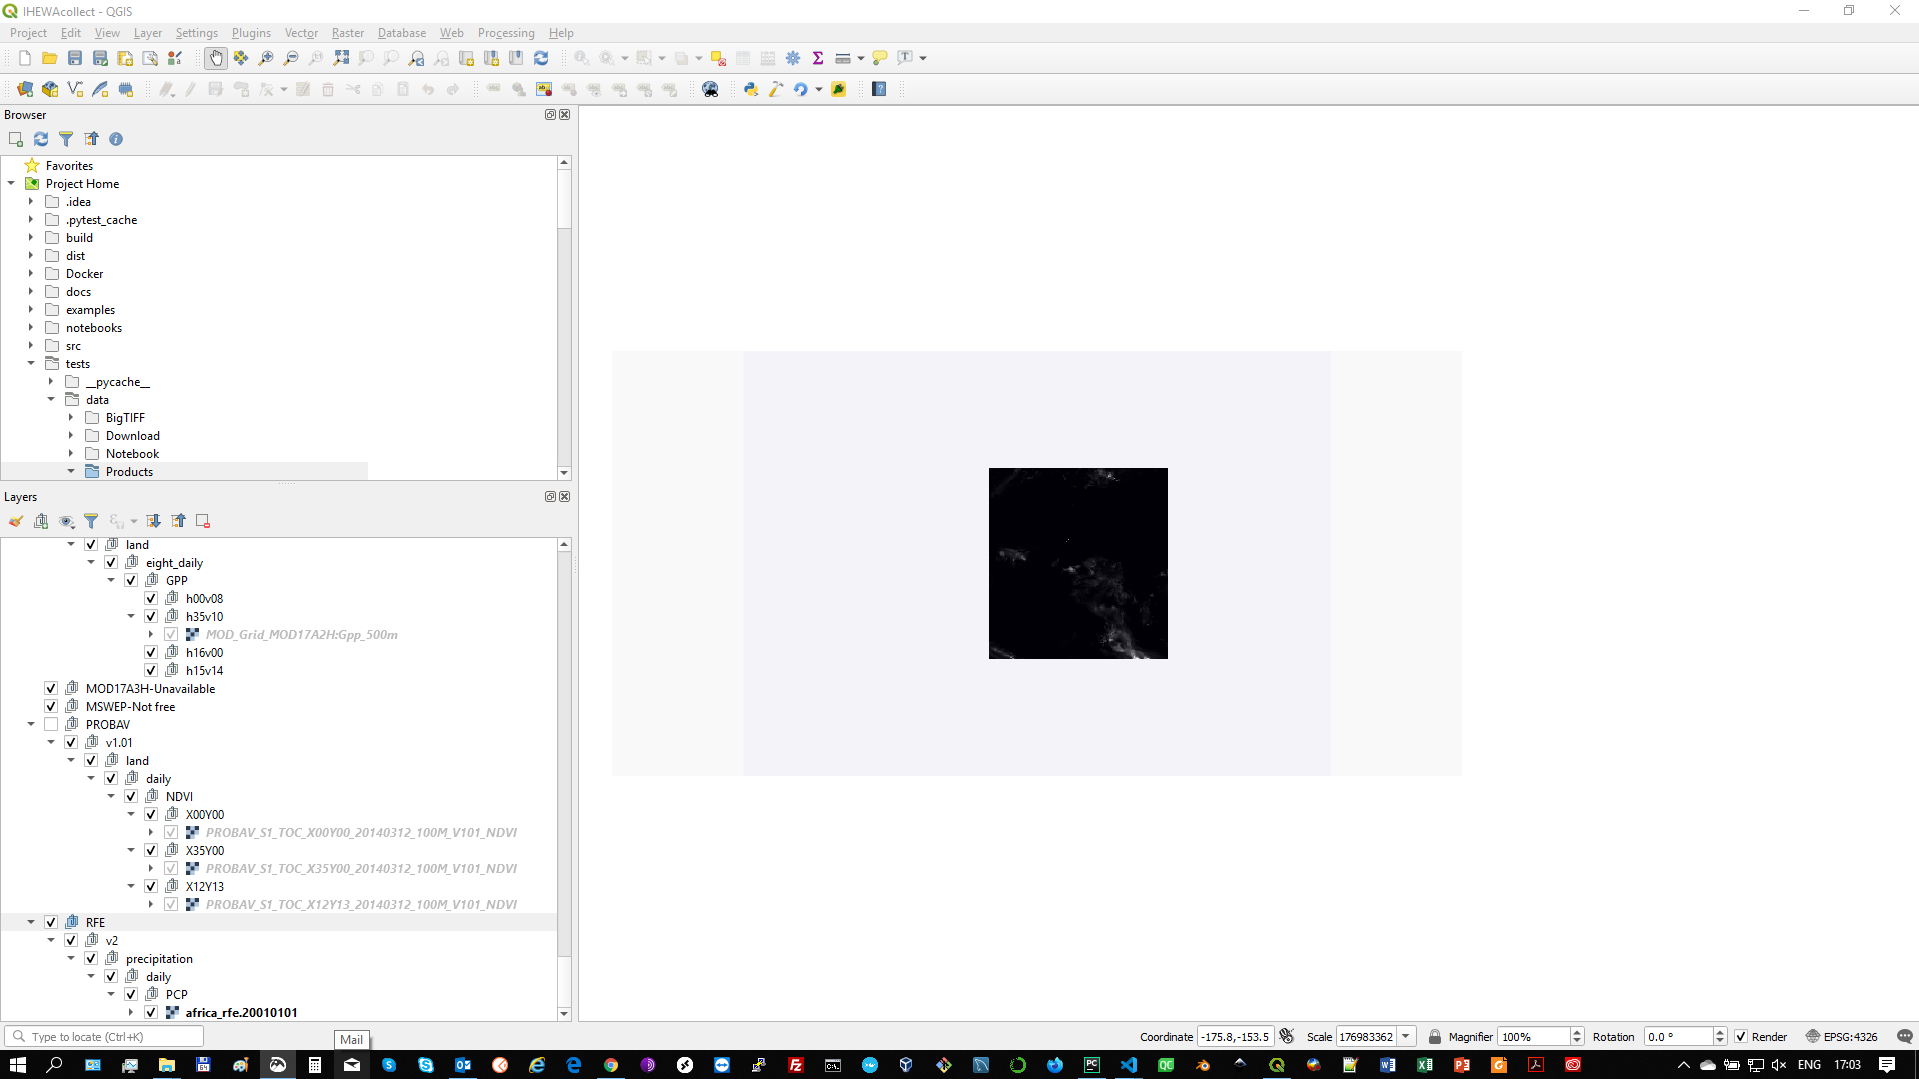 IHEWAcollect - QGIS
Project Edit View Layer Settings Plugins Vector Raster Database Web Processing Help
Browser
Favorites
Project Home
.idea
.pytest_cache
build
dist
Docker
docs
examples
notebooks
src
tests
__pycache__
data
BigTIFF
Download
Notebook
Products
Layers
land
eight_daily
GPP
h00v08
h35v10
MOD_Grid_MOD17A2H:Gpp_500m
h16v00
h15v14
MOD17A3H-Unavailable
MSWEP-Not free
PROBAV
v1.01
land
daily
NDVI
X00Y00
PROBAV_S1_TOC_X00Y00_20140312_100M_V101_NDVI
X35Y00
PROBAV_S1_TOC_X35Y00_20140312_100M_V101_NDVI
X12Y13
PROBAV_S1_TOC_X12Y13_20140312_100M_V101_NDVI
RFE
v2
precipitation
daily
PCP
africa_rfe.20010101
Type to locate (Ctrl+K) Coordinate -175.8,-153.5 Scale 176983362 Magnifier 100% Rotation 0.0 ° Render EPSG:4326
Mail
ENG 17:03